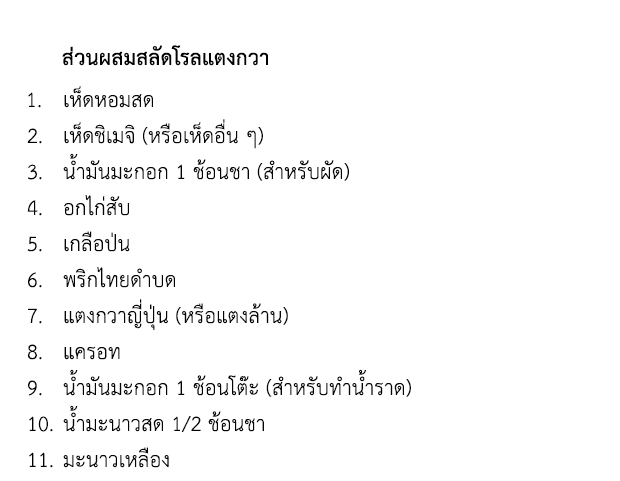 ส่วนผสมสลัดโรลแตงกวา
1. เห็ดหอมสด
2. เห็ดชิเมจิ (หรือเห็ดอื่น ๆ)
3. น้ำมันมะกอก 1 ช้อนชา (สำหรับผัด)
4. อกไก่สับ
5. เกลือป่น
6. พริกไทยดำบด
7. แตงกวาญี่ปุ่น (หรือแตงล้าน)
8. แครอท
9. น้ำมันมะกอก 1 ช้อนโต๊ะ (สำหรับทำน้ำราด)
10. น้ำมะนาวสด 1/2 ช้อนชา
11. มะนาวเหลือง